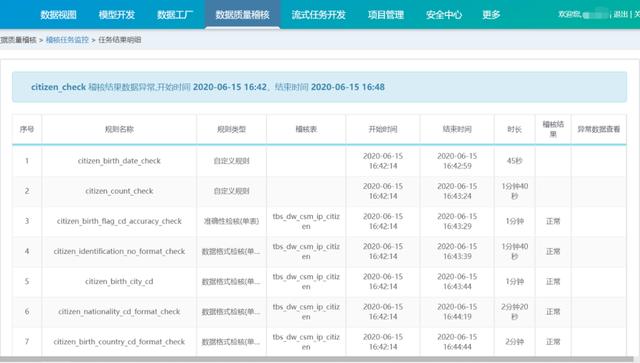 数据视图 模型开发 数据工厂 数据质量稽核 流式任务开发 项目管理 安全中心 更多 欢迎您, | 退出 | 关
据质量稽核 > 稽核任务监控 > 任务结果明细
citizen_check 稽核结果数据异常,开始时间 2020-06-15 16:42，结束时间 2020-06-15 16:48
序号 规则名称 规则类型 稽核表 开始时间 结束时间 时长 稽核结果 异常数据查看
1 citizen_birth_date_check 自定义规则 2020-06-15 16:42:14 2020-06-15 16:42:59 45秒
2 citizen_count_check 自定义规则 2020-06-15 16:42:14 2020-06-15 16:43:24 1分钟40秒
3 citizen_birth_flag_cd_accuracy_check 准确性检核(单表) tbs_dw_csm_ip_citizen 2020-06-15 16:42:14 2020-06-15 16:43:29 1分钟 正常
4 citizen_identification_no_format_check 数据格式检核(单... tbs_dw_csm_ip_citizen 2020-06-15 16:42:14 2020-06-15 16:43:39 1分钟40秒 正常
5 citizen_birth_city_cd 数据格式检核(单... tbs_dw_csm_ip_citizen 2020-06-15 16:42:14 2020-06-15 16:43:44 1分钟 正常
6 citizen_nationality_cd_format_check 数据格式检核(单... tbs_dw_csm_ip_citizen 2020-06-15 16:42:14 2020-06-15 16:44:19 2分钟20秒 正常
7 citizen_birth_country_cd_format_check 数据格式检核(单... tbs_dw_csm_ip_citizen 2020-06-15 16:42:14 2020-06-15 16:44:44 2分钟 正常